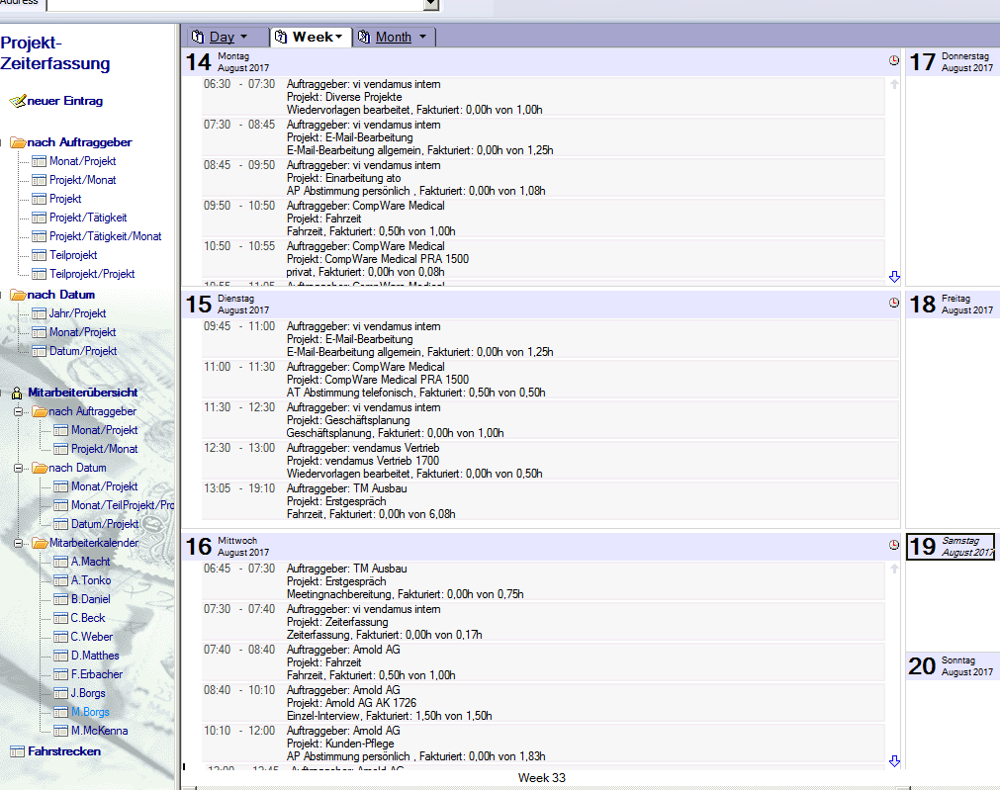 Address
Projekt-
Zeiterfassung
neuer Eintrag
nach Auftraggeber
Monat/Projekt
Projekt/Monat
Projekt
Projekt/Tätigkeit
Projekt/Tätigkeit/Monat
Teilprojekt
Teilprojekt/Projekt
nach Datum
Jahr/Projekt
Monat/Projekt
Datum/Projekt
Mitarbeiterübersicht
nach Auftraggeber
Monat/Projekt
Projekt/Monat
nach Datum
Monat/Projekt
Monat/TeilProjekt/Pro
Datum/Projekt
Mitarbeiterkalender
A.Macht
A.Tonko
B.Daniel
C.Beck
C.Weber
D.Matthes
F.Erbacher
J.Borgs
M.Borgs
M.McKenna
Fahrstrecken
Day Week Month
14 Montag
August 2017
06:30 - 07:30 Auftraggeber: vi vendamus intern
Projekt: Diverse Projekte
Wiedervorlagen bearbeitet, Fakturiert: 0,00h von 1,00h
07:30 - 08:45 Auftraggeber: vi vendamus intern
Projekt: E-Mail-Bearbeitung
E-Mail-Bearbeitung allgemein, Fakturiert: 0,00h von 1,25h
08:45 - 09:50 Auftraggeber: vi vendamus intern
Projekt: Einarbeitung ato
AP Abstimmung persönlich , Fakturiert: 0,00h von 1,08h
09:50 - 10:50 Auftraggeber: CompWare Medical
Projekt: Fahrzeit
Fahrzeit, Fakturiert: 0,50h von 1,00h
10:50 - 10:55 Auftraggeber: CompWare Medical
Projekt: CompWare Medical PRA 1500
privat, Fakturiert: 0,00h von 0,08h
10:55 - 11:05 Auftraggeber: CompWare Medical
15 Dienstag
August 2017
09:45 - 11:00 Auftraggeber: vi vendamus intern
Projekt: E-Mail-Bearbeitung
E-Mail-Bearbeitung allgemein, Fakturiert: 0,00h von 1,25h
11:00 - 11:30 Auftraggeber: CompWare Medical
Projekt: CompWare Medical PRA 1500
AT Abstimmung telefonisch, Fakturiert: 0,50h von 0,50h
11:30 - 12:30 Auftraggeber: vi vendamus intern
Projekt: Geschäftsplanung
Geschäftsplanung, Fakturiert: 0,00h von 1,00h
12:30 - 13:00 Auftraggeber: vendamus Vertrieb
Projekt: vendamus Vertrieb 1700
Wiedervorlagen bearbeitet, Fakturiert: 0,00h von 0,50h
13:05 - 19:10 Auftraggeber: TM Ausbau
Projekt: Erstgespräch
Fahrzeit, Fakturiert: 0,00h von 6,08h
16 Mittwoch
August 2017
06:45 - 07:30 Auftraggeber: TM Ausbau
Projekt: Erstgespräch
Meetingnachbereitung, Fakturiert: 0,00h von 0,75h
07:30 - 07:40 Auftraggeber: vi vendamus intern
Projekt: Zeiterfassung
Zeiterfassung, Fakturiert: 0,00h von 0,17h
07:40 - 08:40 Auftraggeber: Arnold AG
Projekt: Fahrzeit
Fahrzeit, Fakturiert: 0,50h von 1,00h
08:40 - 10:10 Auftraggeber: Arnold AG
Projekt: Arnold AG AK 1726
Einzel-Interview, Fakturiert: 1,50h von 1,50h
10:10 - 12:00 Auftraggeber: Arnold AG
Projekt: Kunden-Pflege
AP Abstimmung persönlich , Fakturiert: 0,00h von 1,83h
12:00 - 12:45 Auftraggeber: Arnold AG
17 Donnerstag
August 2017
18 Freitag
August 2017
19 Samstag
August 2017
20 Sonntag
August 2017
Week 33